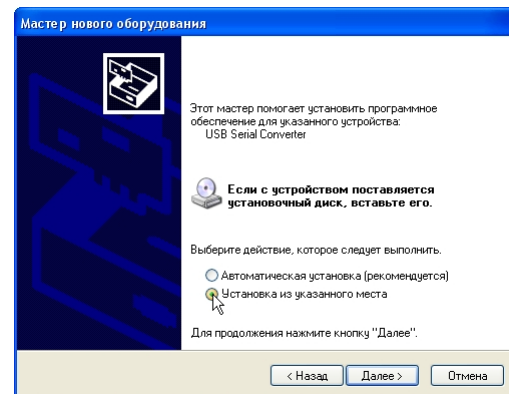 Мастер нового оборудования
Этот мастер помогает установить программное
обеспечение для указанного устройства:
USB Serial Converter
Если с устройством поставляется
установочный диск, вставьте его.
Выберите действие, которое следует выполнить.
Автоматическая установка (рекомендуется)
Установка из указанного места
Для продолжения нажмите кнопку "Далее".
< Назад
Далее >
Отмена